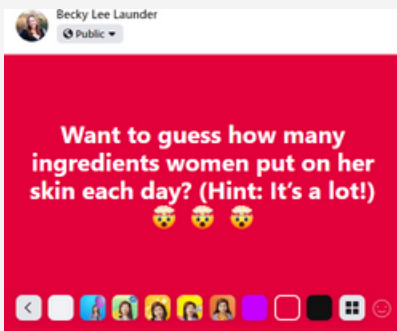 Becky Lee Launder
Public
Want to guess how many
ingredients women put on her
skin each day? (Hint: It's a lot!)
🤯 🤯 🤯